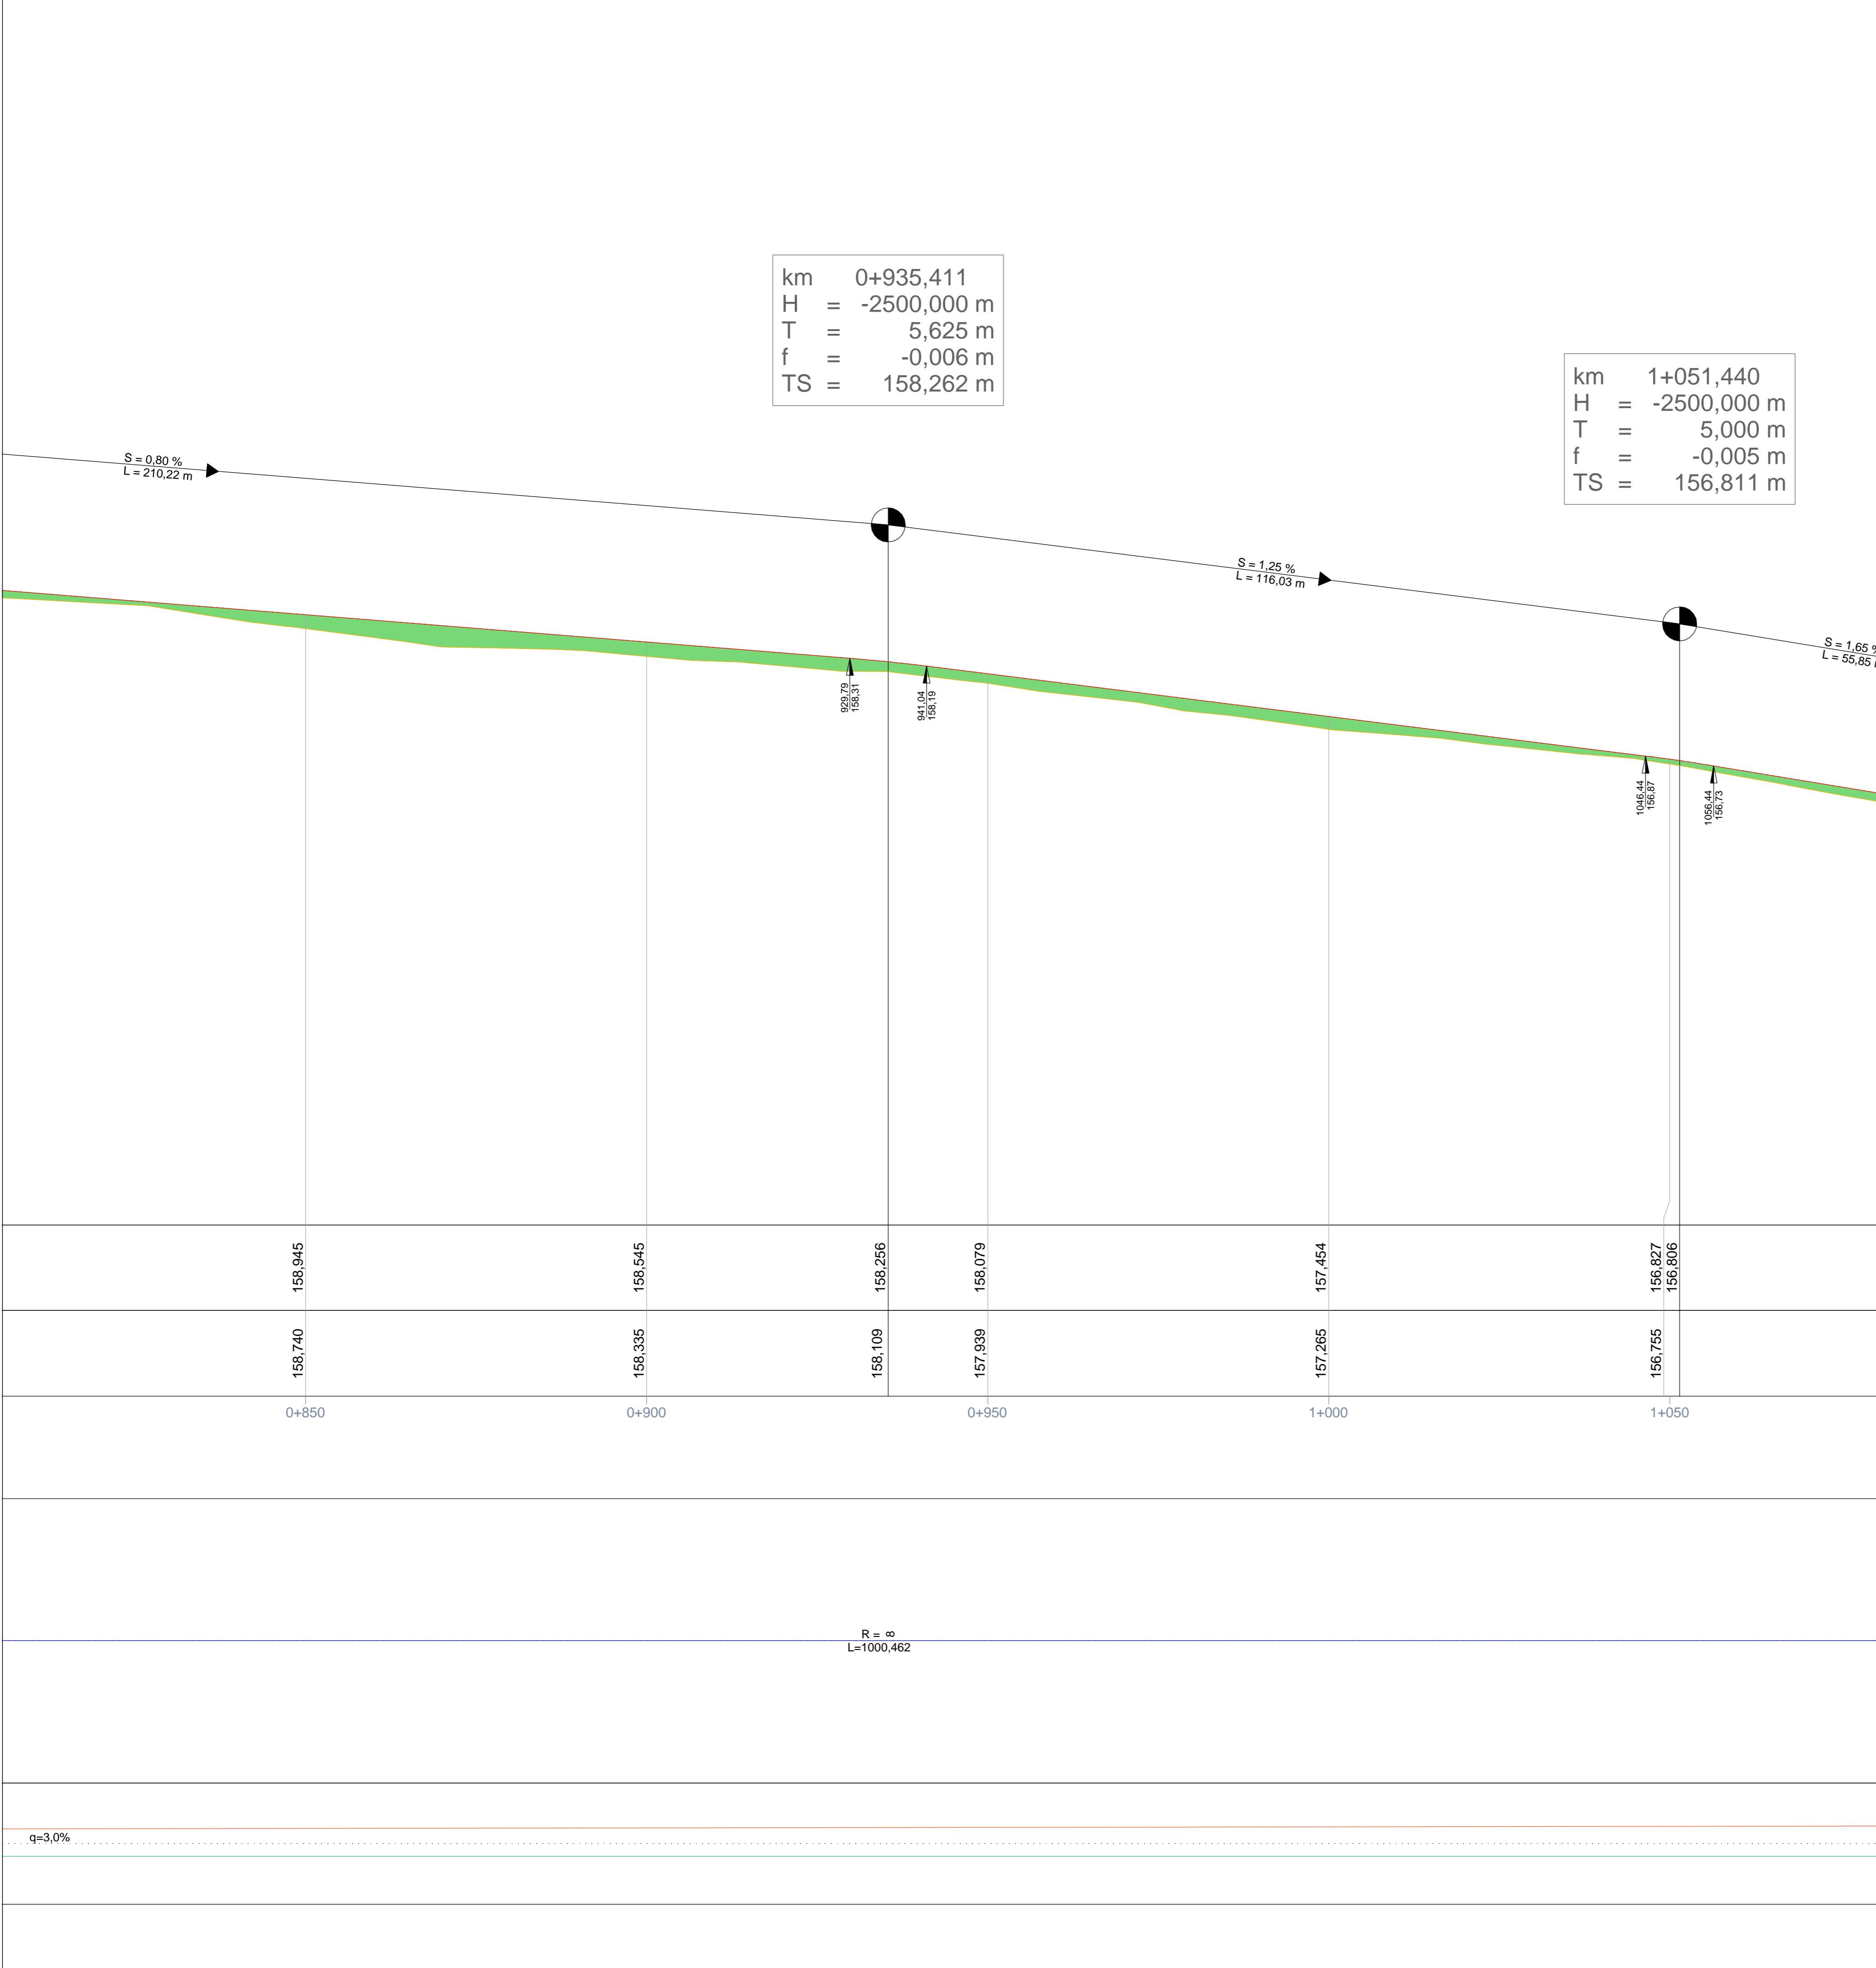 km 0+935,411
H = -2500,000 m
T = 5,625 m
f = -0,006 m
TS = 158,262 m
km 1+051,440
H = -2500,000 m
T = 5,000 m
f = -0,005 m
TS = 156,811 m
S = 0,80 %
L = 210,22 m
S = 1,25 %
L = 116,03 m
S = 1,65 %
L = 55,85
929,79
158,31
941,04
158,19
1046,44
156,87
1056,44
156,73
158,945
158,545
158,256
158,079
157,454
156,827
156,806
158,740
158,335
158,109
157,939
157,265
156,755
0+850
0+900
0+950
1+000
1+050
R = ∞
L=1000,462
q=3,0%